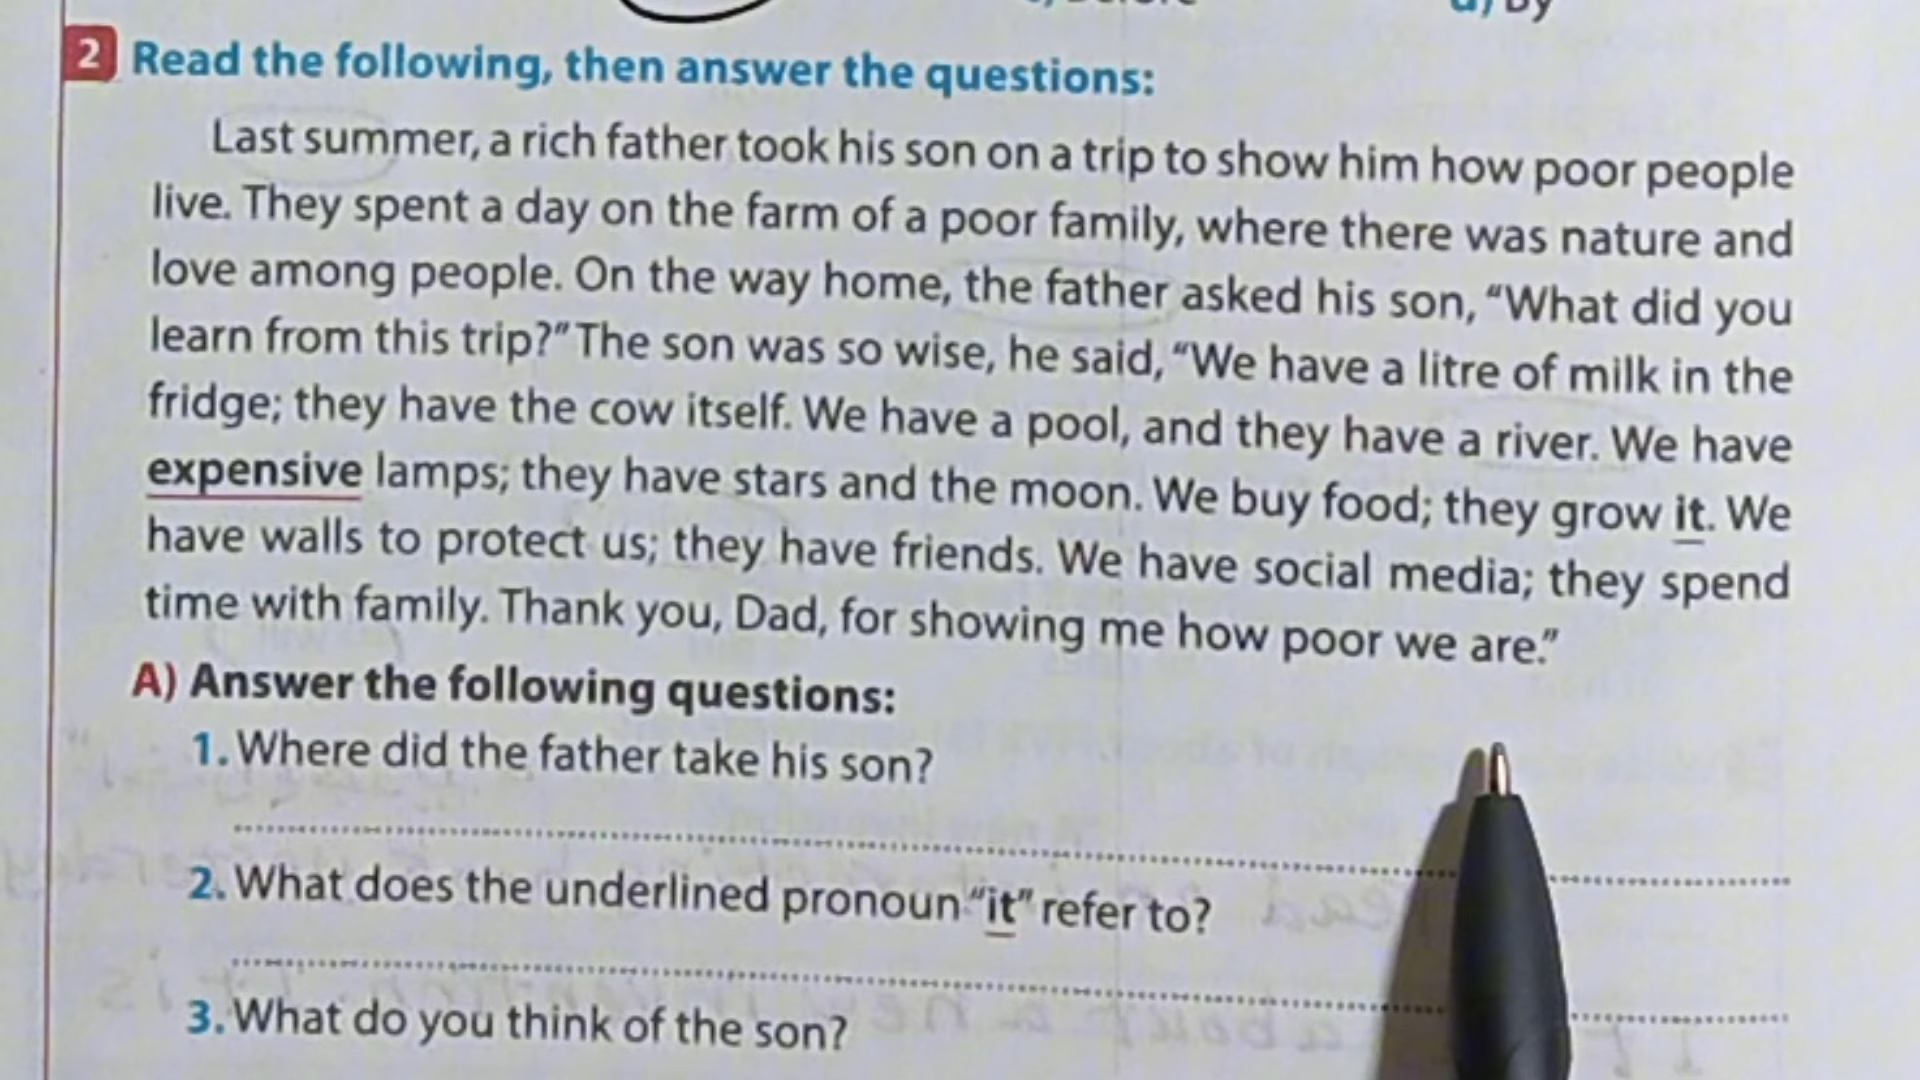 d) By
2 Read the following, then answer the questions:
Last summer, a rich father took his son on a trip to show him how poor people
live. They spent a day on the farm of a poor family, where there was nature and
love among people. On the way home, the father asked his son, “What did you
learn from this trip?” The son was so wise, he said, “We have a litre of milk in the
fridge; they have the cow itself. We have a pool, and they have a river. We have
expensive lamps; they have stars and the moon. We buy food; they grow it. We
have walls to protect us; they have friends. We have social media; they spend
time with family. Thank you, Dad, for showing me how poor we are.”
A) Answer the following questions:
1. Where did the father take his son?
2. What does the underlined pronoun “it” refer to?
3. What do you think of the son?